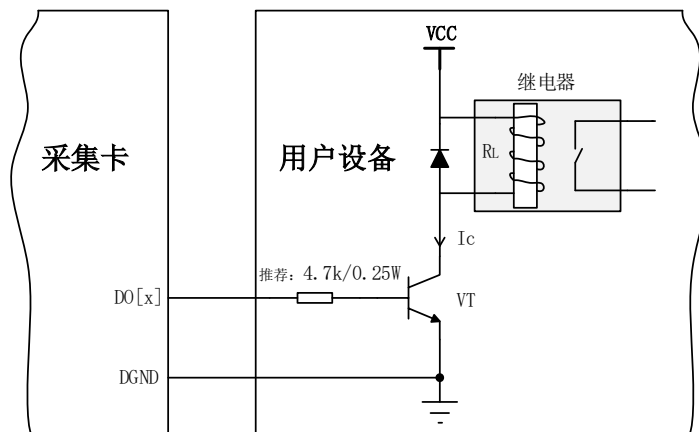 VCC
继电器
采集卡
用户设备
RL
Ic
推荐: 4.7k/0.25W
DO[x]
VT
DGND